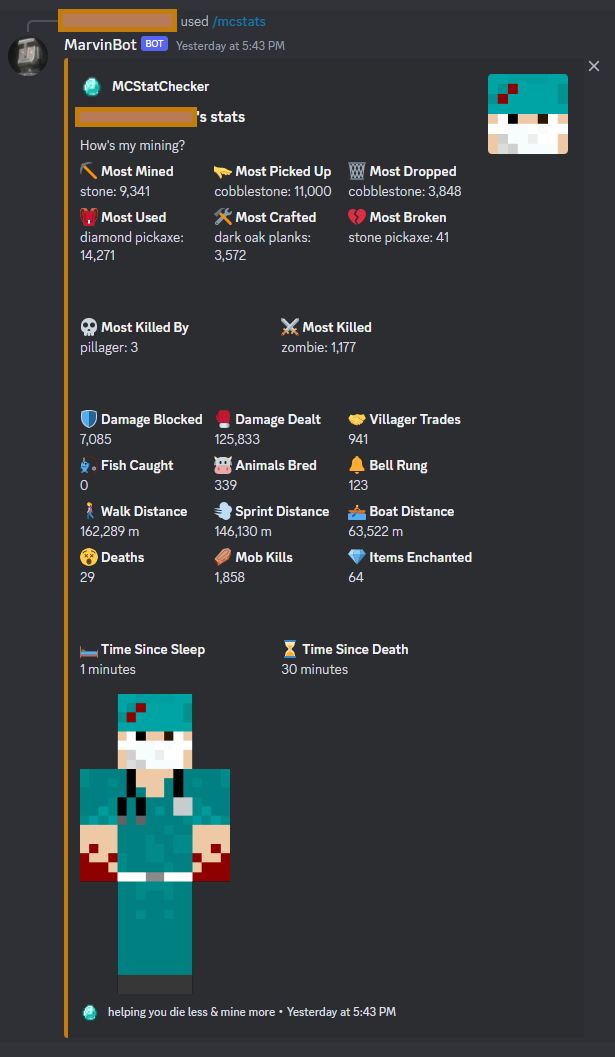 used /mcstats
MarvinBot BOT Yesterday at 5:43 PM
MCStatChecker
's stats
How's my mining?
Most Mined Most Picked Up Most Dropped
stone: 9,341 cobblestone: 11,000 cobblestone: 3,848
Most Used Most Crafted Most Broken
diamond pickaxe: dark oak planks: stone pickaxe: 41
14,271 3,572
Most Killed By Most Killed
pillager: 3 zombie: 1,177
Damage Blocked Damage Dealt Villager Trades
7,085 125,833 941
Fish Caught Animals Bred Bell Rung
0 339 123
Walk Distance Sprint Distance Boat Distance
162,289 m 146,130 m 63,522 m
Deaths Mob Kills Items Enchanted
29 1,858 64
Time Since Sleep Time Since Death
1 minutes 30 minutes
helping you die less & mine more • Yesterday at 5:43 PM